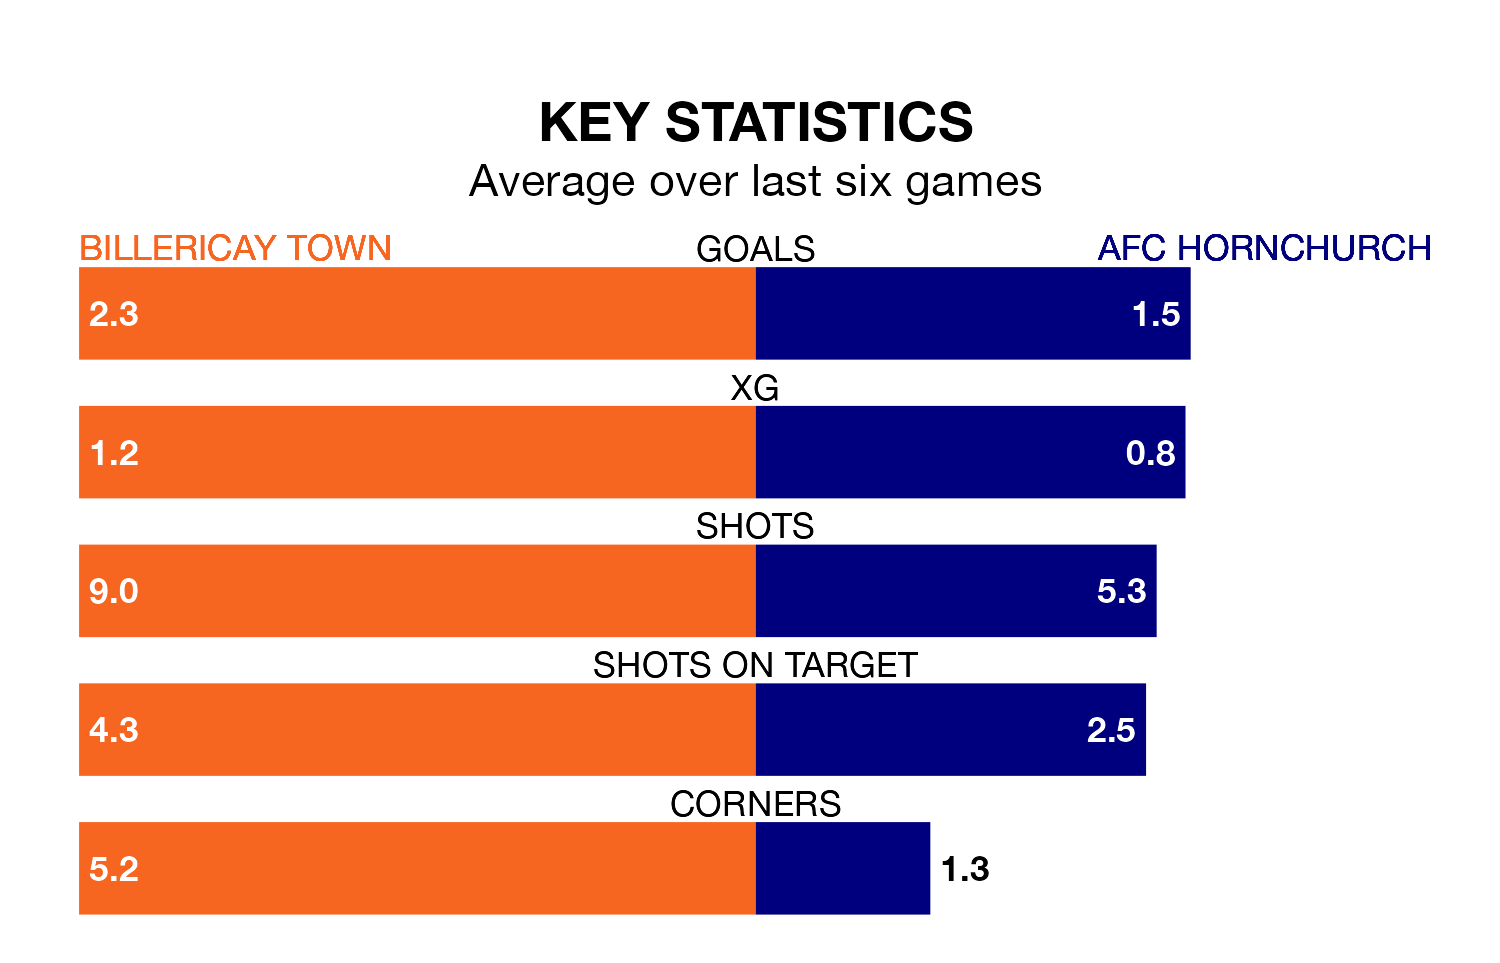 KEY STATISTICS
Average over last six games
BILLERICAY TOWN GOALS AFC HORNCHURCH
2.3 1.5
XG
1.2 0.8
SHOTS
9.0 5.3
SHOTS ON TARGET
4.3 2.5
CORNERS
5.2 1.3